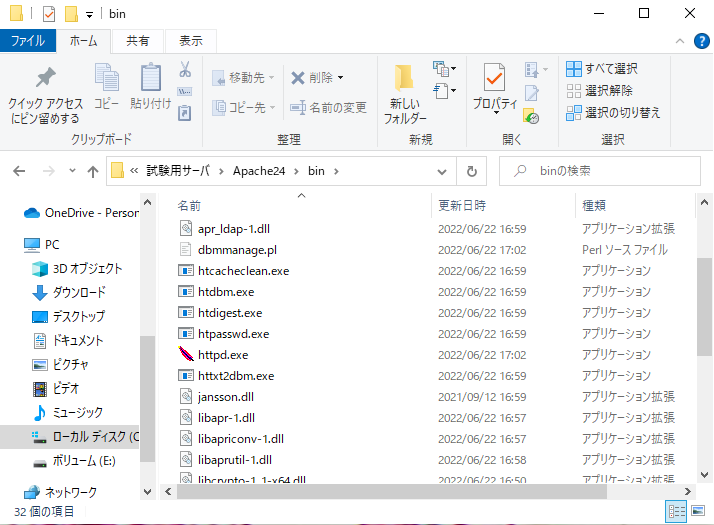 bin
ファイル ホーム 共有 表示
クイック アクセス
にピン留めする
コピー
貼り付け
移動先
コピー先
削除
名前の変更
新しい
フォルダー
プロパティ
すべて選択
選択解除
選択の切り替え
クリップボード 整理 新規 開く 選択
« 試験用サーバ › Apache24 › bin ›
binの検索
OneDrive - Person
PC
3D オブジェクト
ダウンロード
デスクトップ
ドキュメント
ピクチャ
ビデオ
ミュージック
ローカル ディスク (C
ボリューム (E:)
ネットワーク
名前 更新日時 種類
apr_ldap-1.dll 2022/06/22 16:59 アプリケーション拡張
dbmmanage.pl 2022/06/22 17:02 Perl ソース ファイル
htcacheclean.exe 2022/06/22 16:59 アプリケーション
htdbm.exe 2022/06/22 16:59 アプリケーション
htdigest.exe 2022/06/22 16:59 アプリケーション
htpasswd.exe 2022/06/22 16:59 アプリケーション
httpd.exe 2022/06/22 17:02 アプリケーション
httxt2dbm.exe 2022/06/22 16:59 アプリケーション
jansson.dll 2021/09/12 16:59 アプリケーション拡張
libapr-1.dll 2022/06/22 16:57 アプリケーション拡張
libapriconv-1.dll 2022/06/22 16:57 アプリケーション拡張
libaprutil-1.dll 2022/06/22 16:58 アプリケーション拡張
libcrypto-1_1-x64.dll 2022/06/22 16:50 アプリケーション拡張
32 個の項目